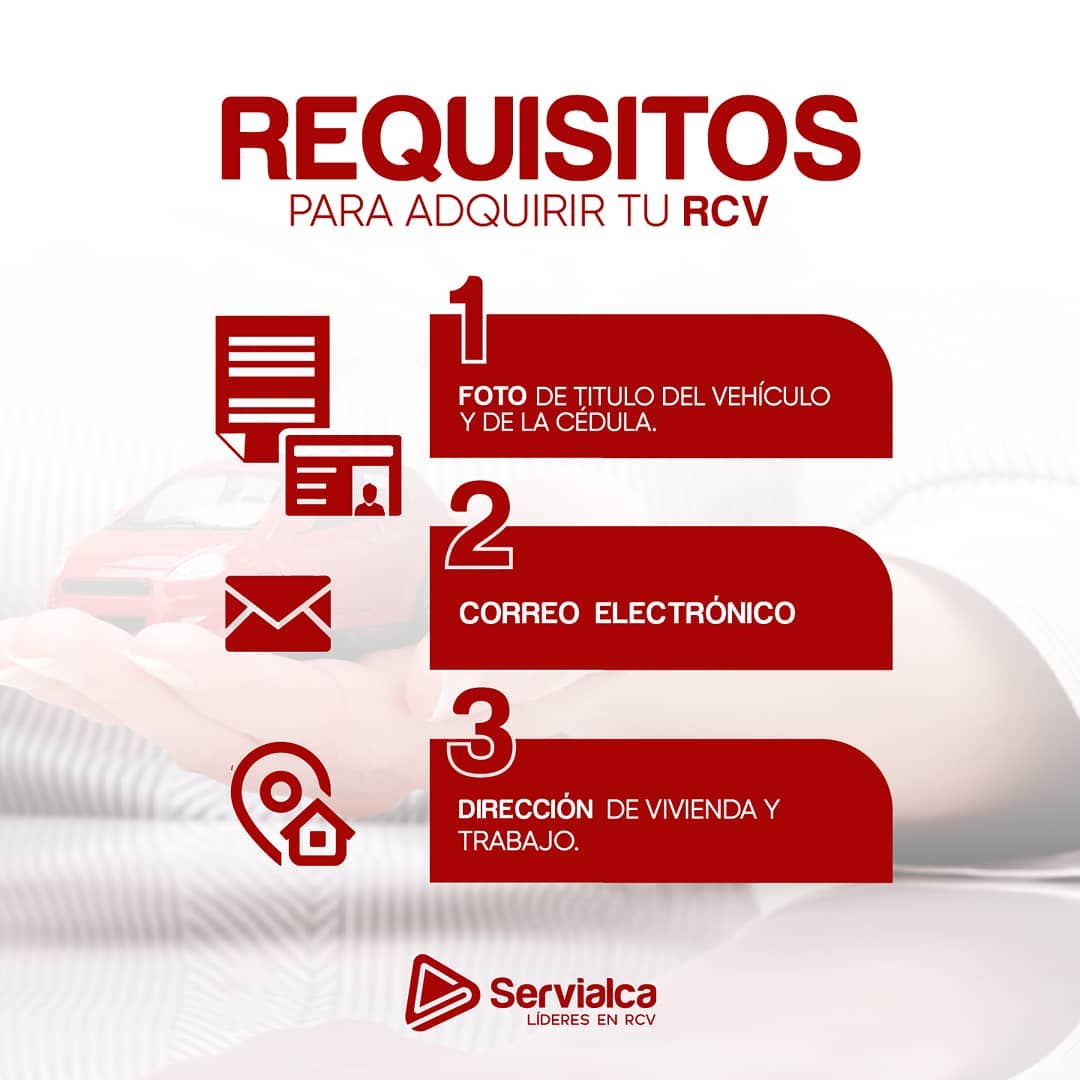 REQUISITOS
PARA ADQUIRIR TU RCV
1
FOTO DE TITULO DEL VEHÍCULO
Y DE LA CÉDULA.
2
CORREO ELECTRÓNICO
3
DIRECCIÓN DE VIVIENDA Y
TRABAJO.
Servialca
LÍDERES EN RCV